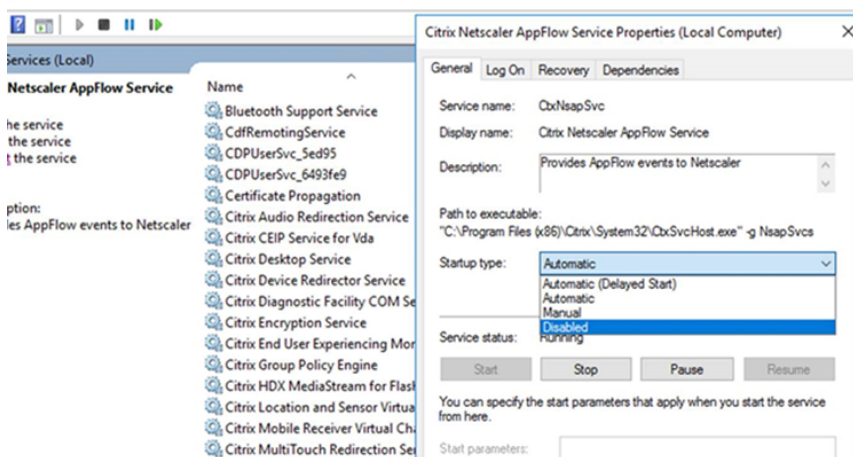 Services (Local)
Netscaler AppFlow Service
he service
the service
the service
ption:
les AppFlow events to Netscaler
Name
Bluetooth Support Service
CdfRemotingService
CDPUserSvc_5ed95
CDPUserSvc_6493fe9
Certificate Propagation
Citrix Audio Redirection Service
Citrix CEIP Service for Vda
Citrix Desktop Service
Citrix Device Redirector Service
Citrix Diagnostic Facility COM Se
Citrix Encryption Service
Citrix End User Experiencing Mor
Citrix Group Policy Engine
Citrix HDX MediaStream for Flash
Citrix Location and Sensor Virtua
Citrix Mobile Receiver Virtual Cha
Citrix MultiTouch Redirection Ser
Citrix Netscaler AppFlow Service Properties (Local Computer)
General Log On Recovery Dependencies
Service name: CtxNsapSvc
Display name: Citrix Netscaler AppFlow Service
Description: Provides AppFlow events to Netscaler
Path to executable:
"C:\Program Files (x86)\Citrix\System32\CtxSvcHost.exe" -g NsapSvcs
Startup type: Automatic
Automatic (Delayed Start)
Automatic
Manual
Disabled
Service status: Running
Start Stop Pause Resume
You can specify the start parameters that apply when you start the service
from here.
Start parameters: